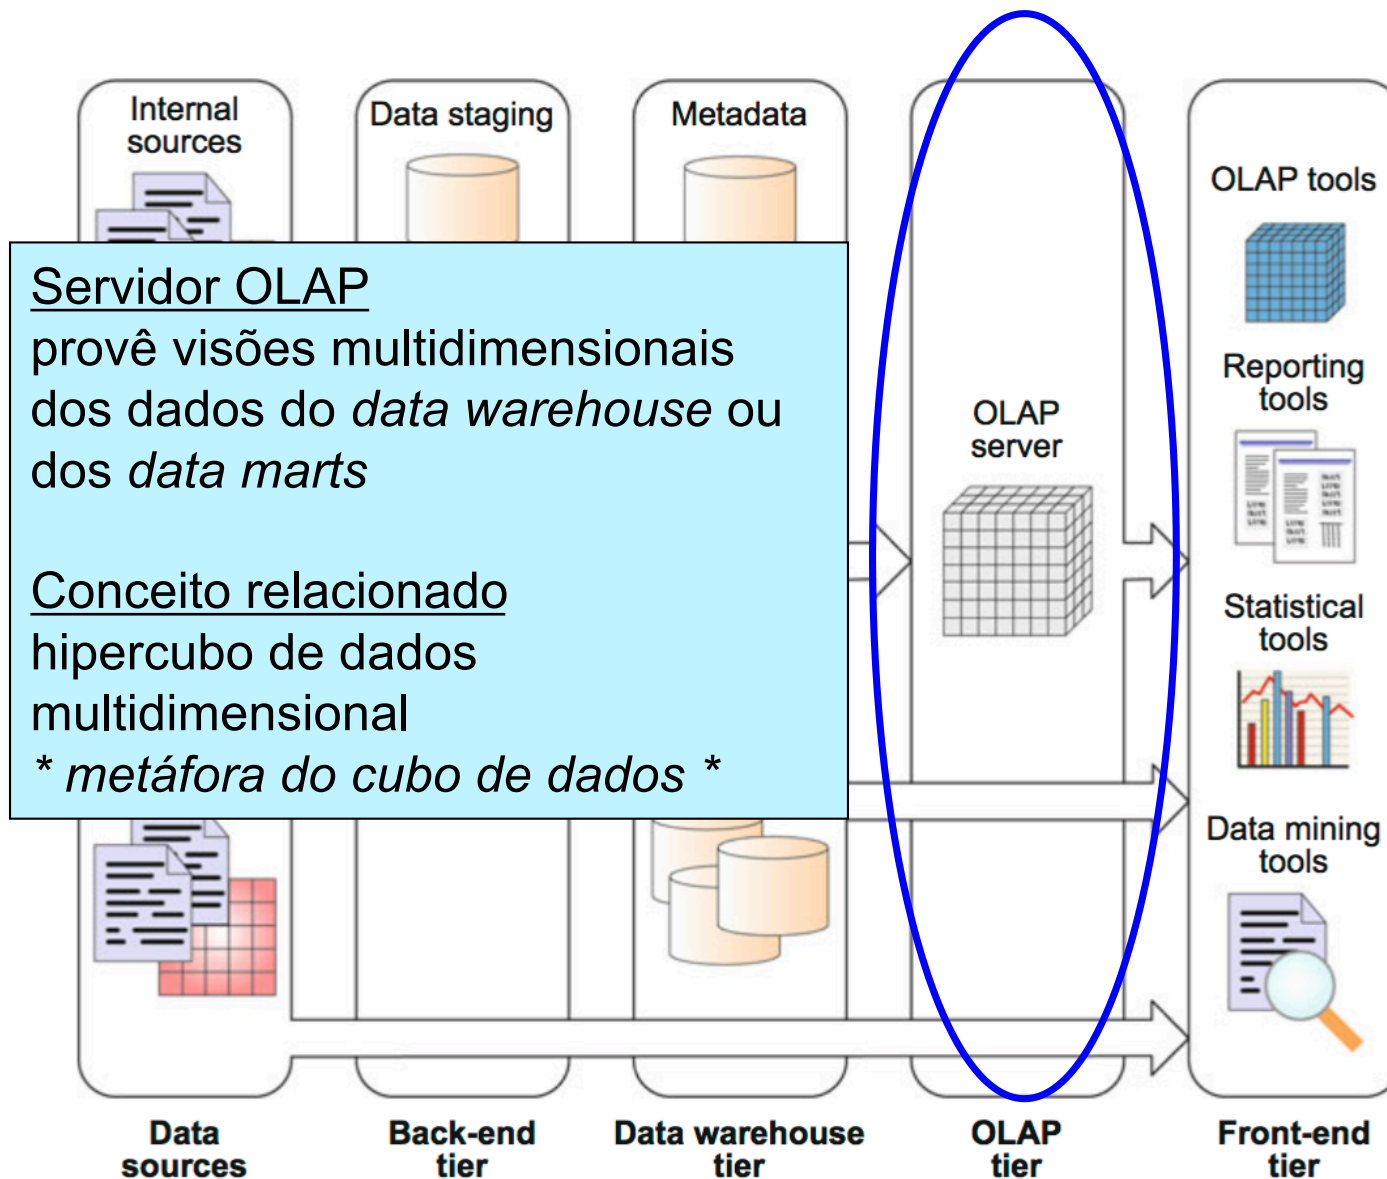 Internal
sources
Data staging
Metadata
Servidor OLAP
provê visões multidimensionais
dos dados do data warehouse ou
dos data marts
Conceito relacionado
hipercubo de dados
multidimensional
* metáfora do cubo de dados *
OLAP
server
OLAP tools
Reporting
tools
Statistical
tools
Data mining
tools
Data
sources
Back-end
tier
Data warehouse
tier
OLAP
tier
Front-end
tier